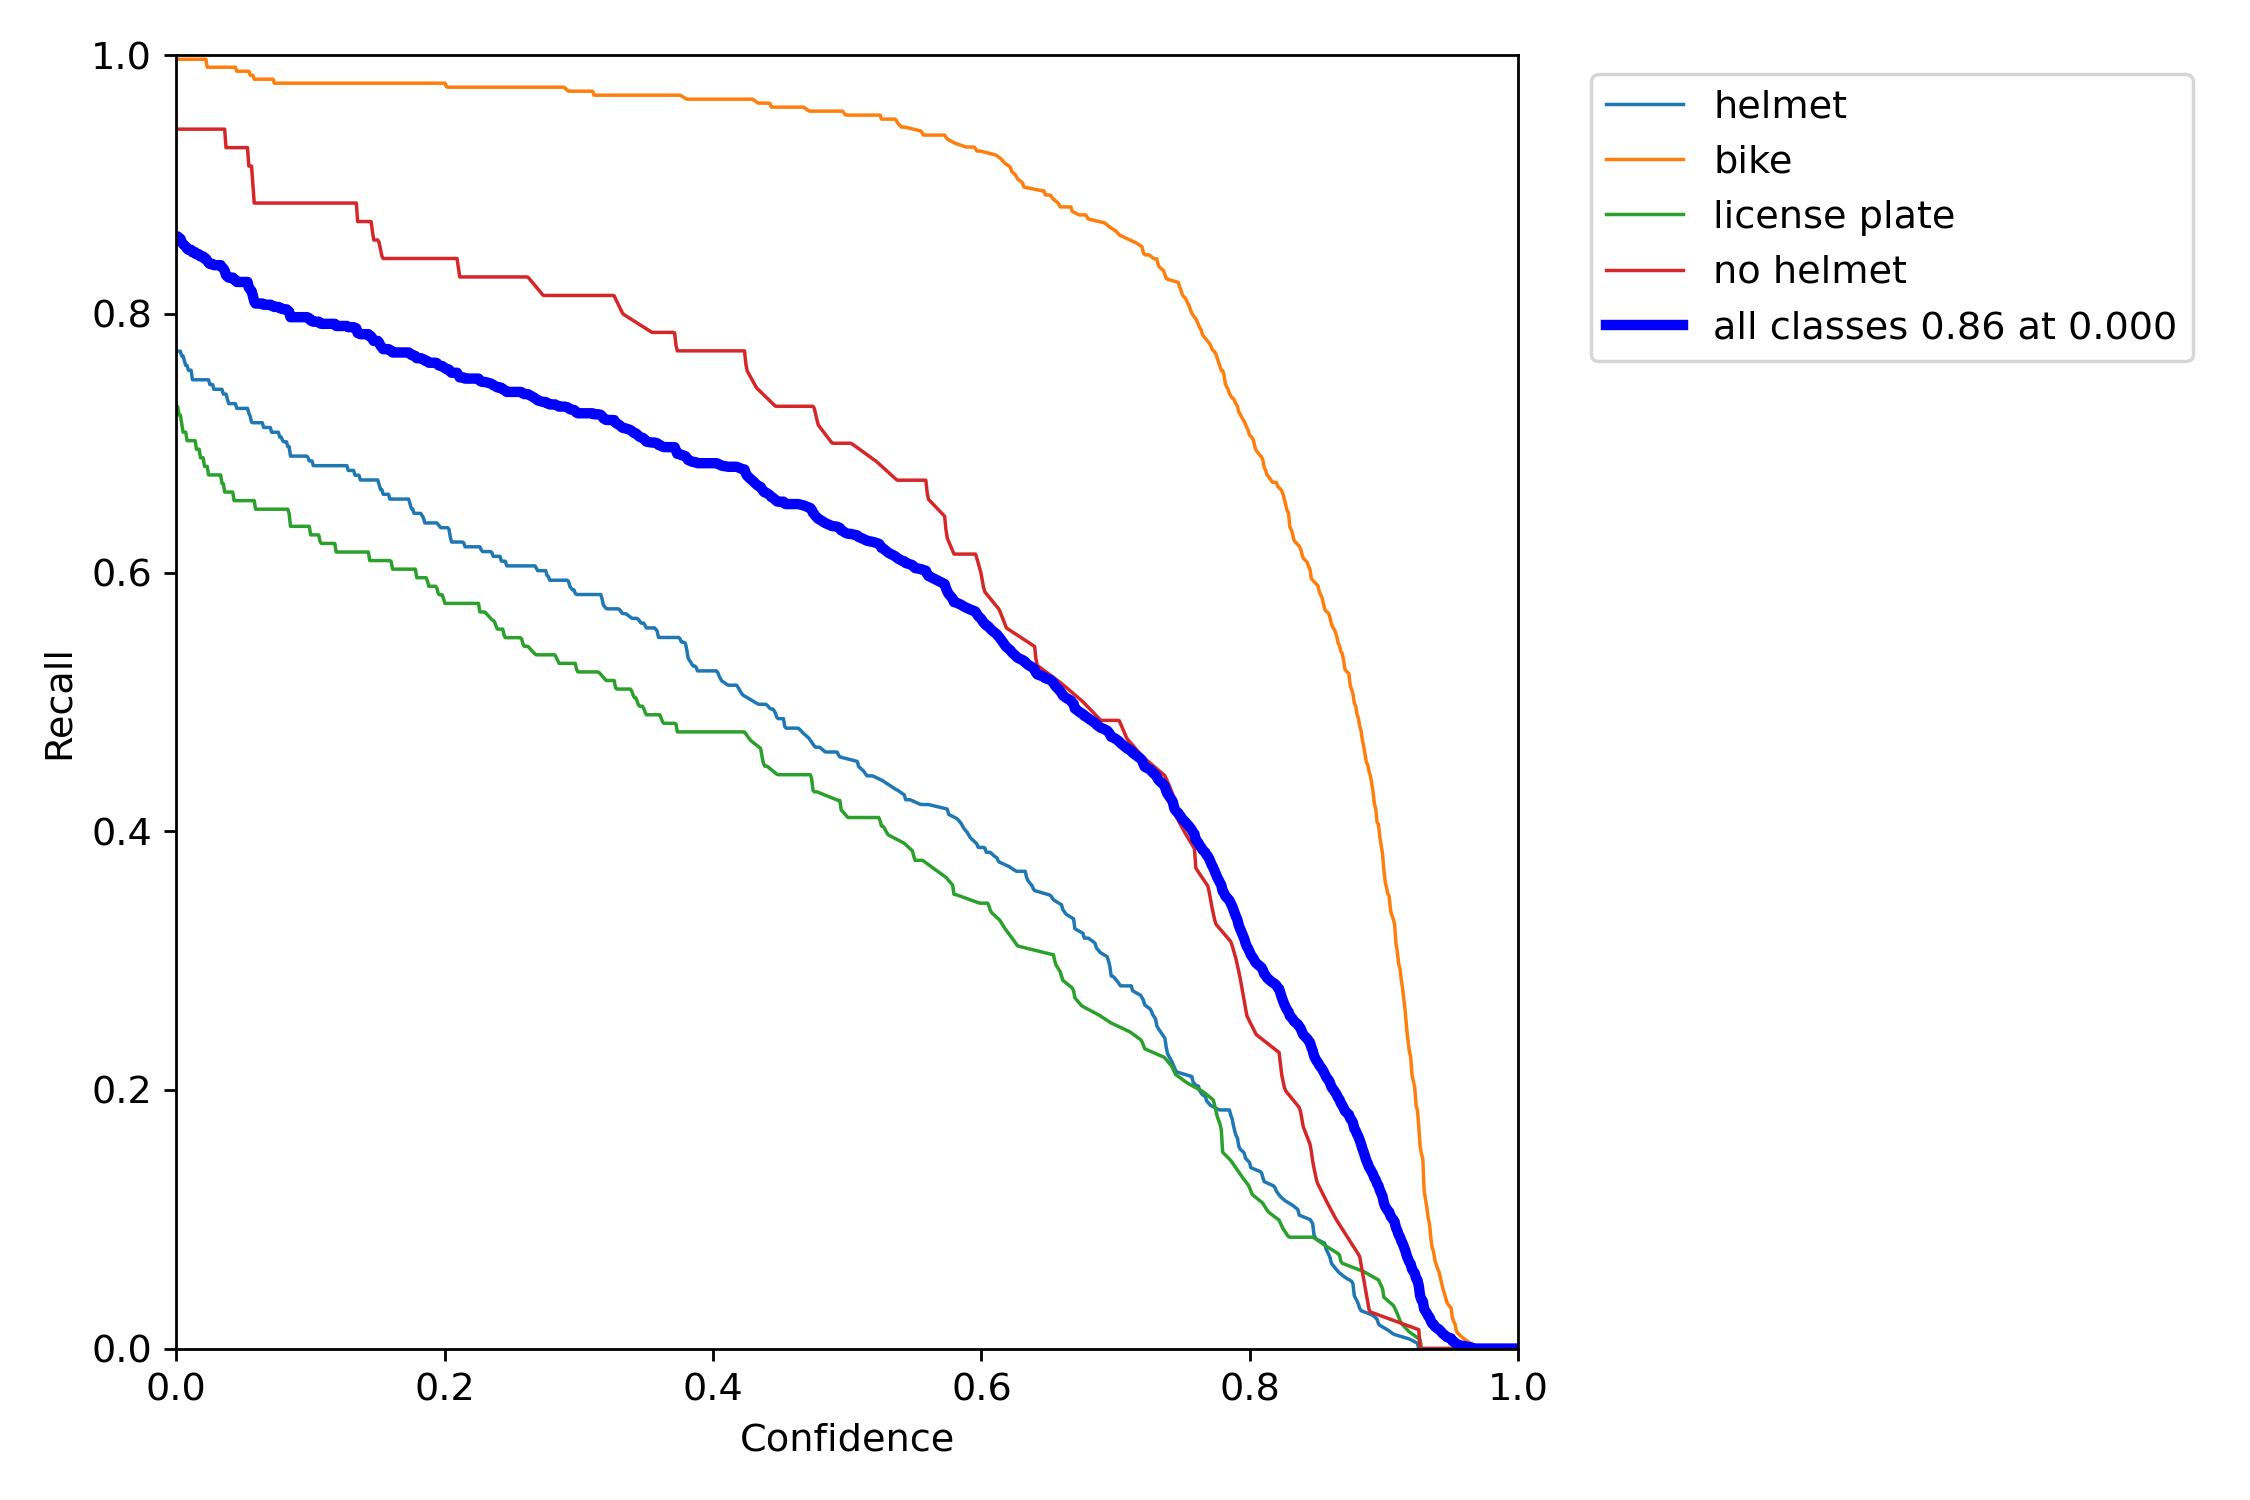 1.0
0.8
0.6
0.4
0.2
0.0
Recall
0.0 0.2 0.4 0.6 0.8 1.0
Confidence
helmet
bike
license plate
no helmet
all classes 0.86 at 0.000